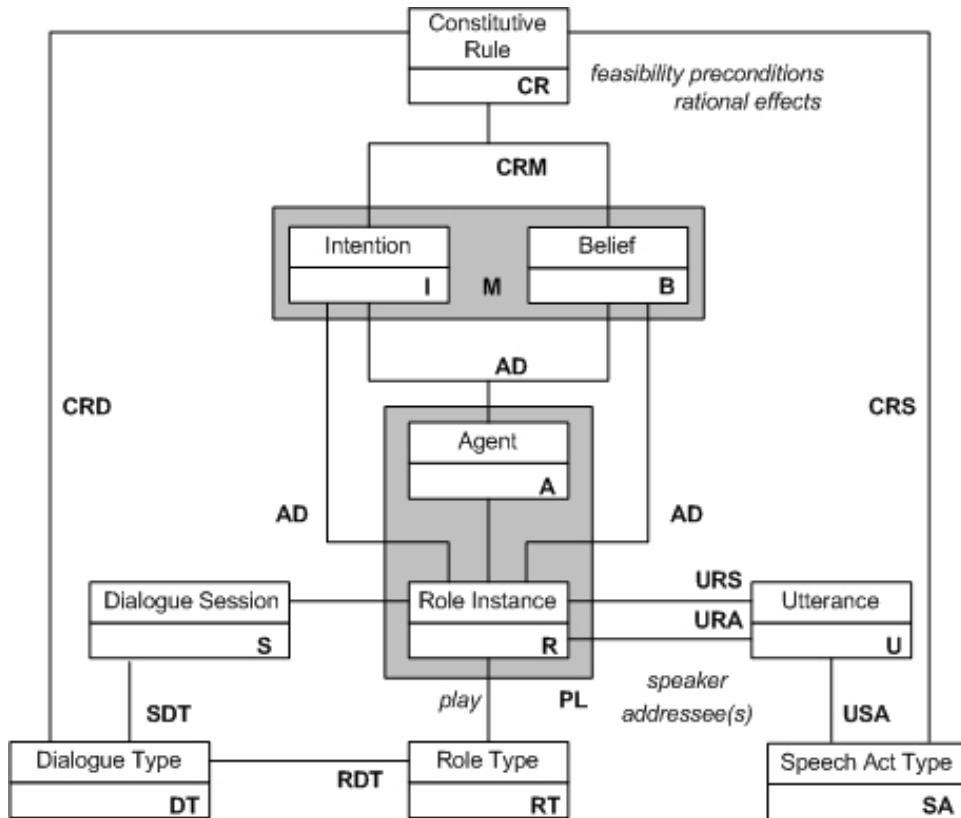 Constitutive
Rule
CR
feasibility preconditions
rational effects
CRM
Intention
I
M
Belief
B
AD
CRD
CRS
Agent
A
AD
AD
Dialogue Session
S
Role Instance
R
URS
URA
Utterance
U
SDT
play
PL
speaker
addressee(s)
USA
Dialogue Type
DT
RDT
Role Type
RT
Speech Act Type
SA